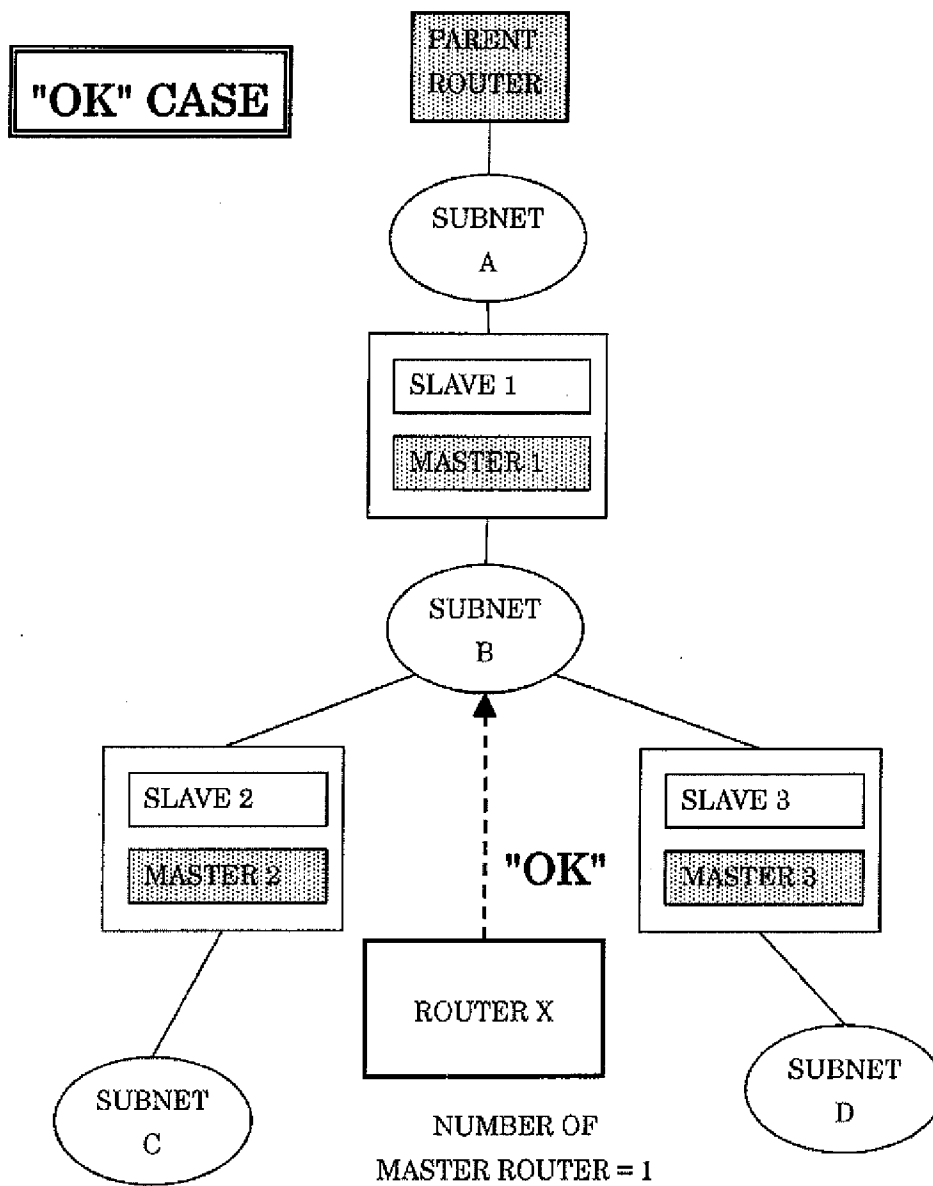 "OK" CASE
PARENT
ROUTER
SUBNET
A
SLAVE 1
MASTER 1
SUBNET
B
SLAVE 2
MASTER 2
"OK"
SLAVE 3
MASTER 3
ROUTER X
SUBNET
C
SUBNET
D
NUMBER OF
MASTER ROUTER = 1